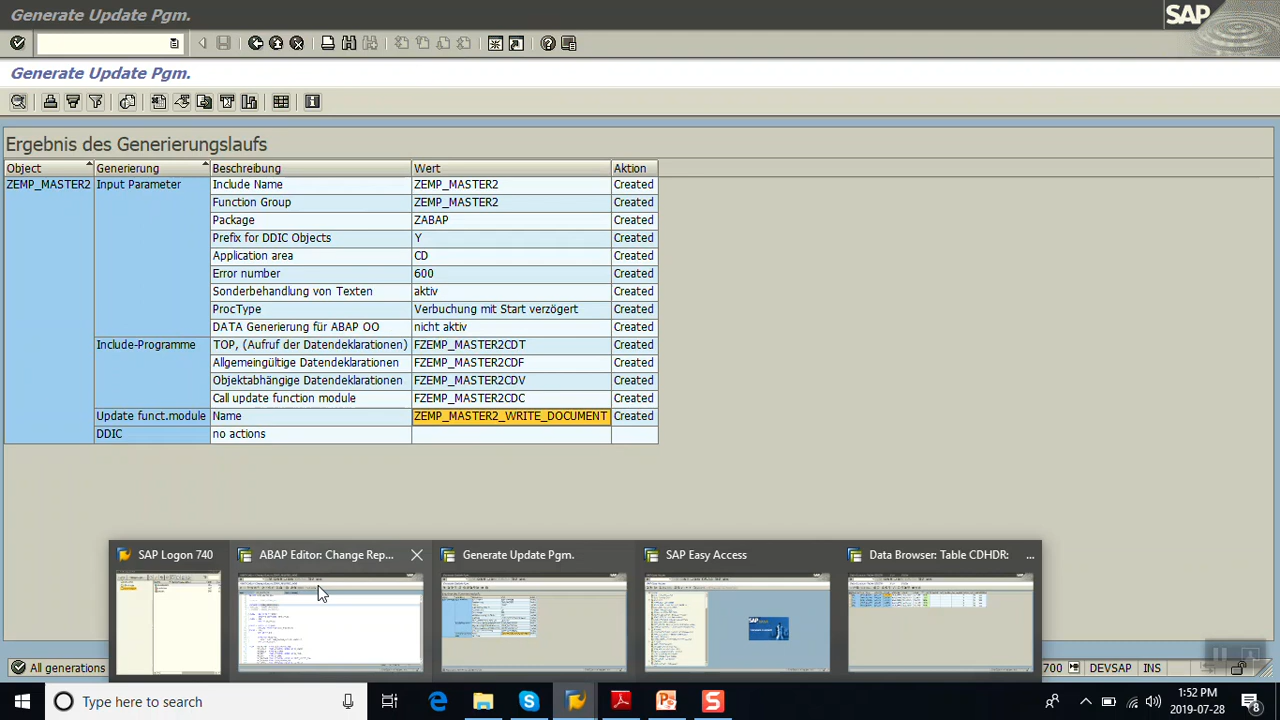 Generate Update Pgm.
SAP
Generate Update Pgm.
Ergebnis des Generierungslaufs
Object Generierung Beschreibung Wert Aktion
ZEMP_MASTER2 Input Parameter Include Name ZEMP_MASTER2 Created
Function Group ZEMP_MASTER2 Created
Package ZABAP Created
Prefix for DDIC Objects Y Created
Application area CD Created
Error number 600 Created
Sonderbehandlung von Texten aktiv Created
ProcType Verbuchung mit Start verzögert Created
DATA Generierung für ABAP OO nicht aktiv Created
Include-Programme TOP, (Aufruf der Datendeklarationen) FZEMP_MASTER2CDT Created
Allgemeingültige Datendeklarationen FZEMP_MASTER2CDF Created
Objektabhängige Datendeklarationen FZEMP_MASTER2CDV Created
Call update function module FZEMP_MASTER2CDC Created
Update funct.module Name ZEMP_MASTER2_WRITE_DOCUMENT Created
DDIC no actions
SAP Logon 740 ABAP Editor: Change Rep... Generate Update Pgm. SAP Easy Access Data Browser: Table CDHDR: ...
All generations 700 DEVSAP INS
Type here to search 1:52 PM
2019-07-28 8